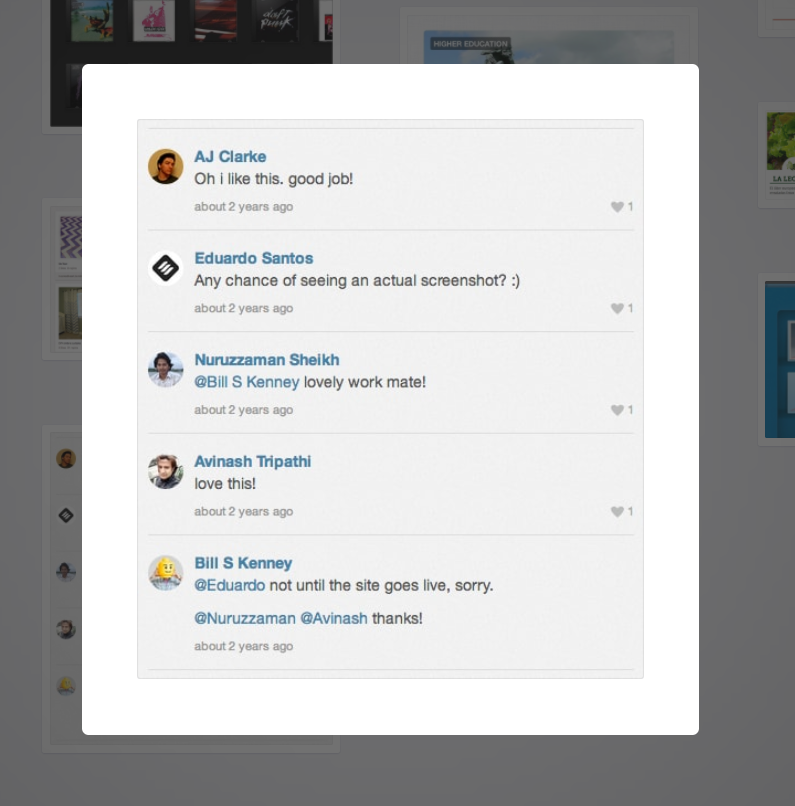 daft
punk
HIGHER EDUCATION
AJ Clarke
Oh i like this. good job!
about 2 years ago
1
Eduardo Santos
Any chance of seeing an actual screenshot? :)
about 2 years ago
1
Nuruzzaman Sheikh
@Bill S Kenney lovely work mate!
about 2 years ago
1
Avinash Tripathi
love this!
about 2 years ago
1
Bill S Kenney
@Eduardo not until the site goes live, sorry.
@Nuruzzaman @Avinash thanks!
about 2 years ago
LA LEC